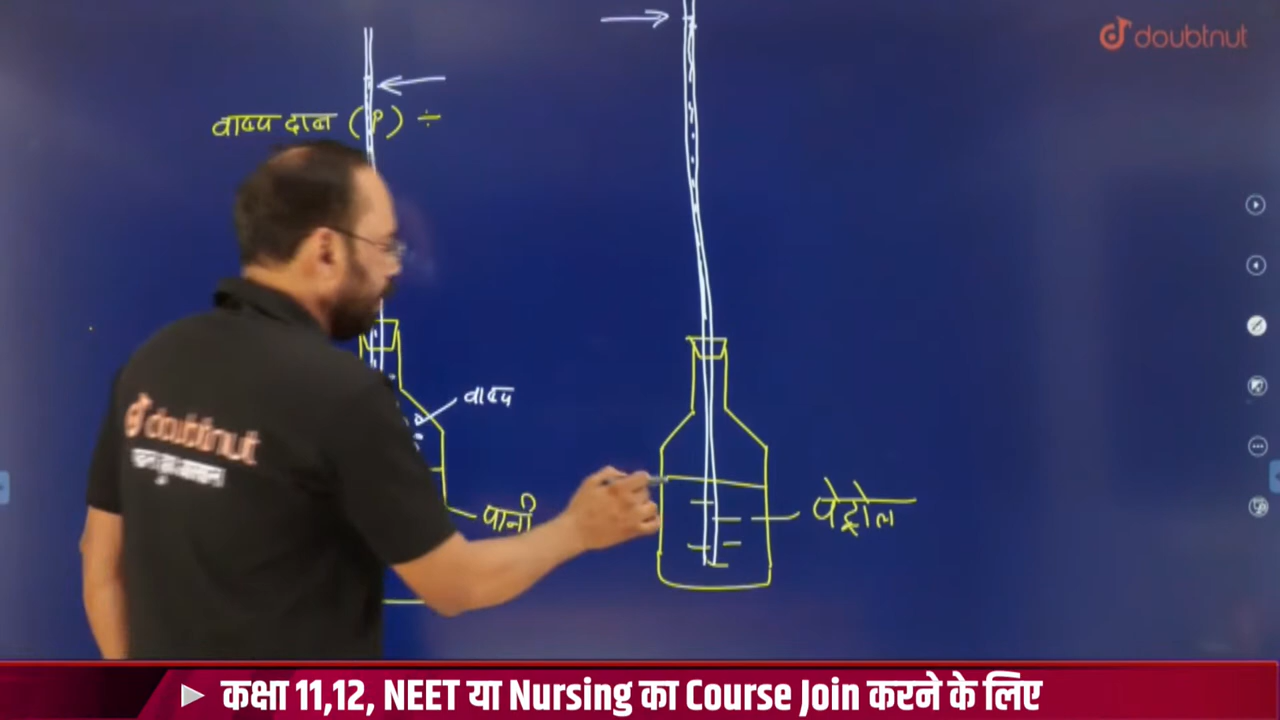 doubtnut
वाष्प दाब (P) ÷
वाष्प
पानी
पेट्रोल
doubtnut
कक्षा 11,12, NEET या Nursing का Course Join करने के लिए